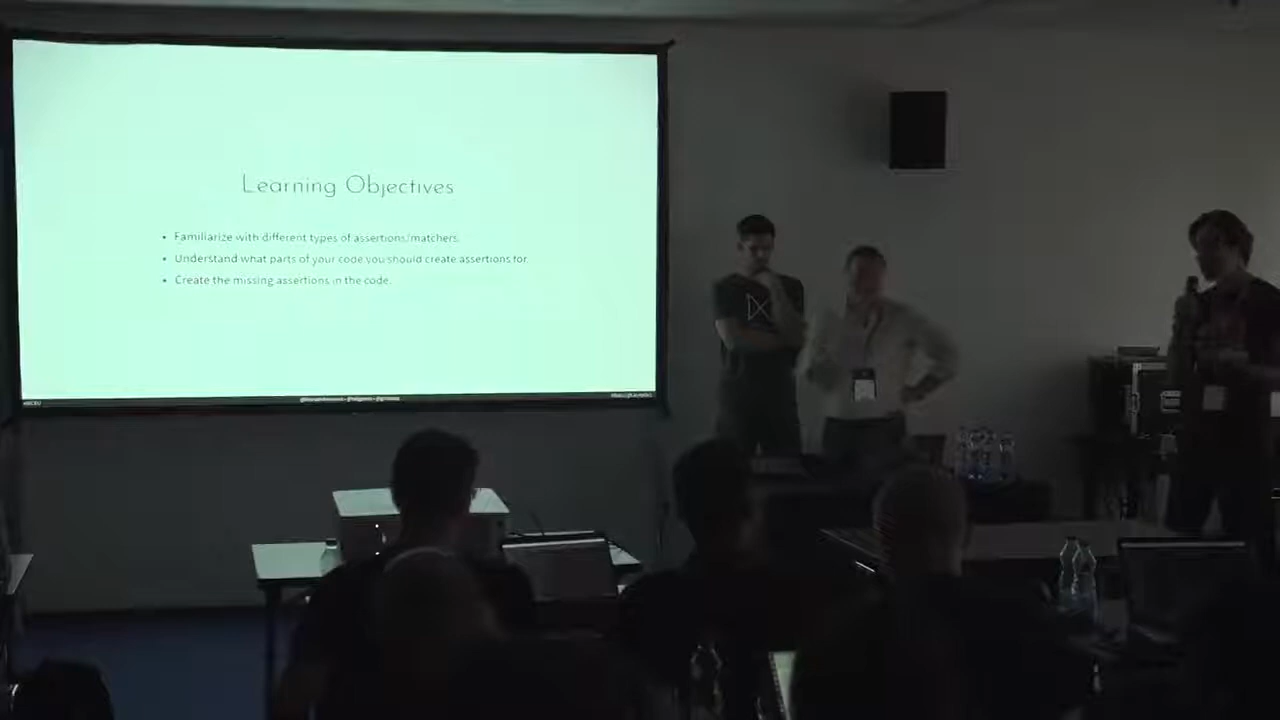 Learning Objectives
• Familiarize with different types of assertions/matchers.
• Understand what parts of your code you should create assertions for.
• Create the missing assertions in the code.